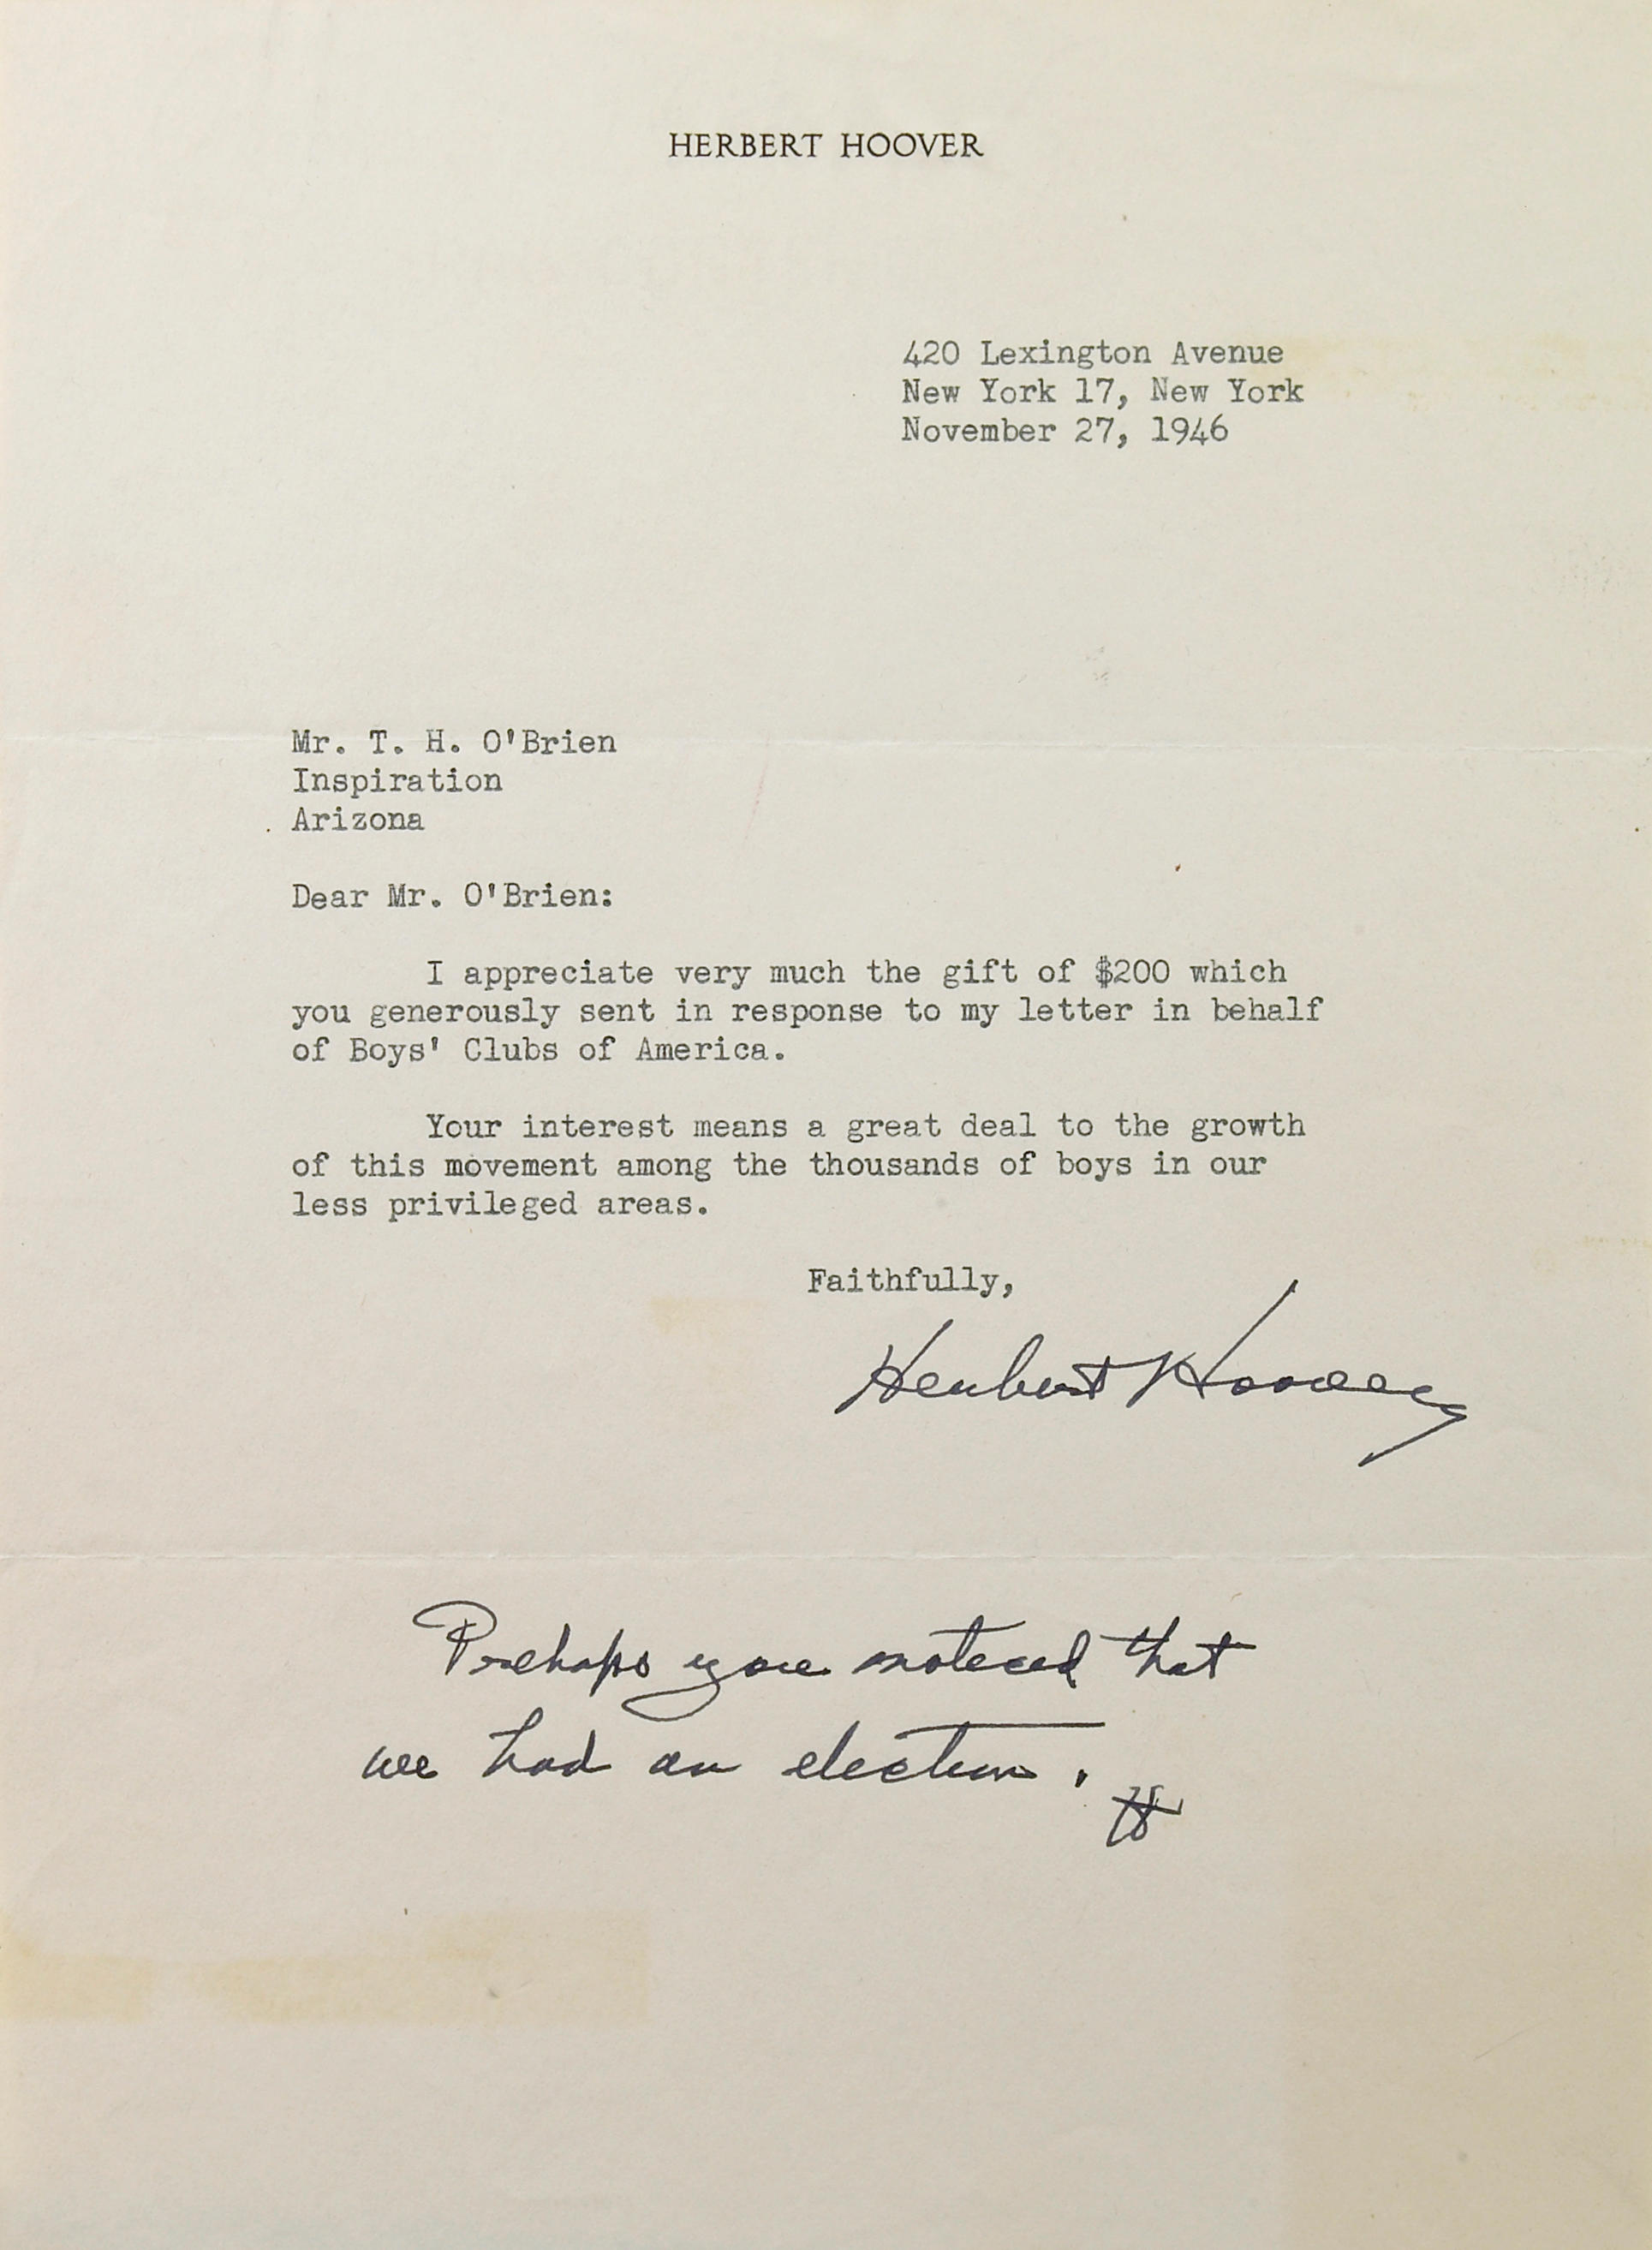 HERBERT HOOVER
420 Lexington Avenue
New York 17, New York
November 27, 1946
Mr. T. H. O'Brien
Inspiration
Arizona
Dear Mr. O'Brien:
I appreciate very much the gift of $200 which
you generously sent in response to my letter in behalf
of Boys' Clubs of America.
Your interest means a great deal to the growth
of this movement among the thousands of boys in our
less privileged areas.
Faithfully,
Herbert Hoover
Perhaps you noticed that
we had an election.
HH